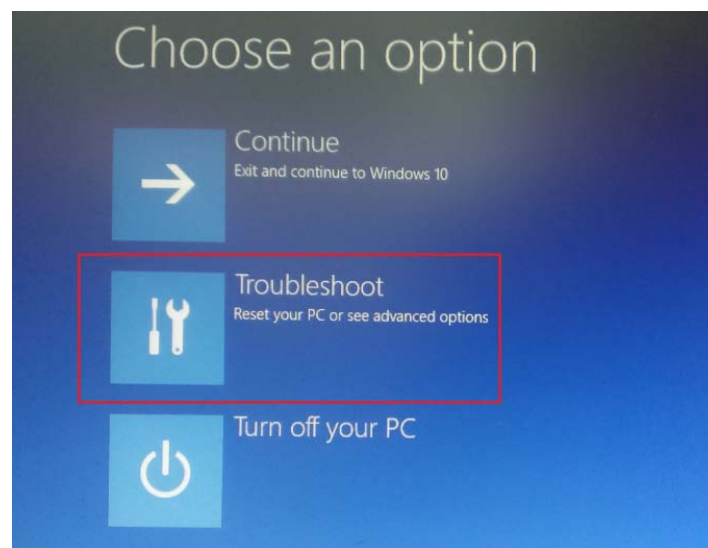 Choose an option
Continue
Exit and continue to Windows 10
Troubleshoot
Reset your PC or see advanced options
Turn off your PC